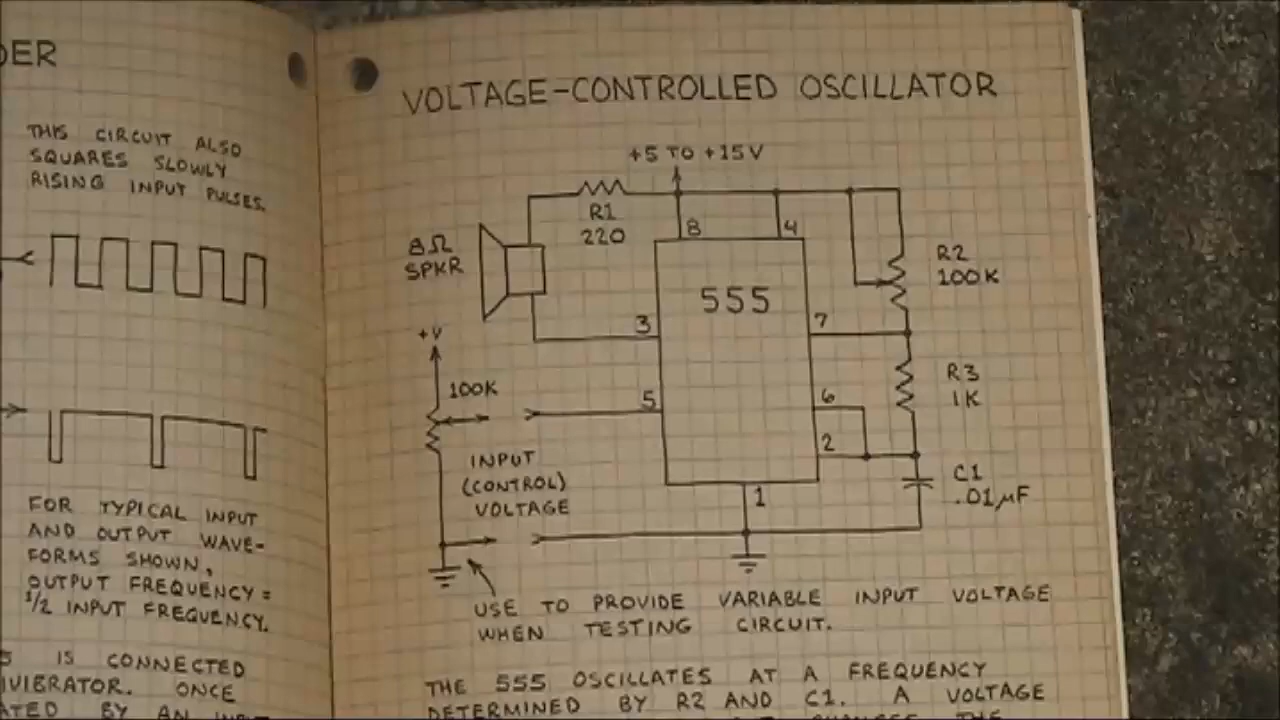 DER
THIS CIRCUIT ALSO
SQUARES SLOWLY
RISING INPUT PULSES.
FOR TYPICAL INPUT
AND OUTPUT WAVE-
FORMS SHOWN,
OUTPUT FREQUENCY =
1/2 INPUT FREQUENCY.
IS CONNECTED
IVIBRATOR. ONCE
ATED BY AN
VOLTAGE-CONTROLLED OSCILLATOR
+5 TO +15V
R1
220
8
4
8Ω
SPKR
R2
100K
555
3
7
+V
100K
5
6
R3
1K
2
INPUT
(CONTROL)
VOLTAGE
1
C1
.01μF
USE TO PROVIDE VARIABLE INPUT VOLTAGE
WHEN TESTING CIRCUIT.
THE 555 OSCILLATES AT A FREQUENCY
DETERMINED BY R2 AND C1. A VOLTAGE
CHANGES THE